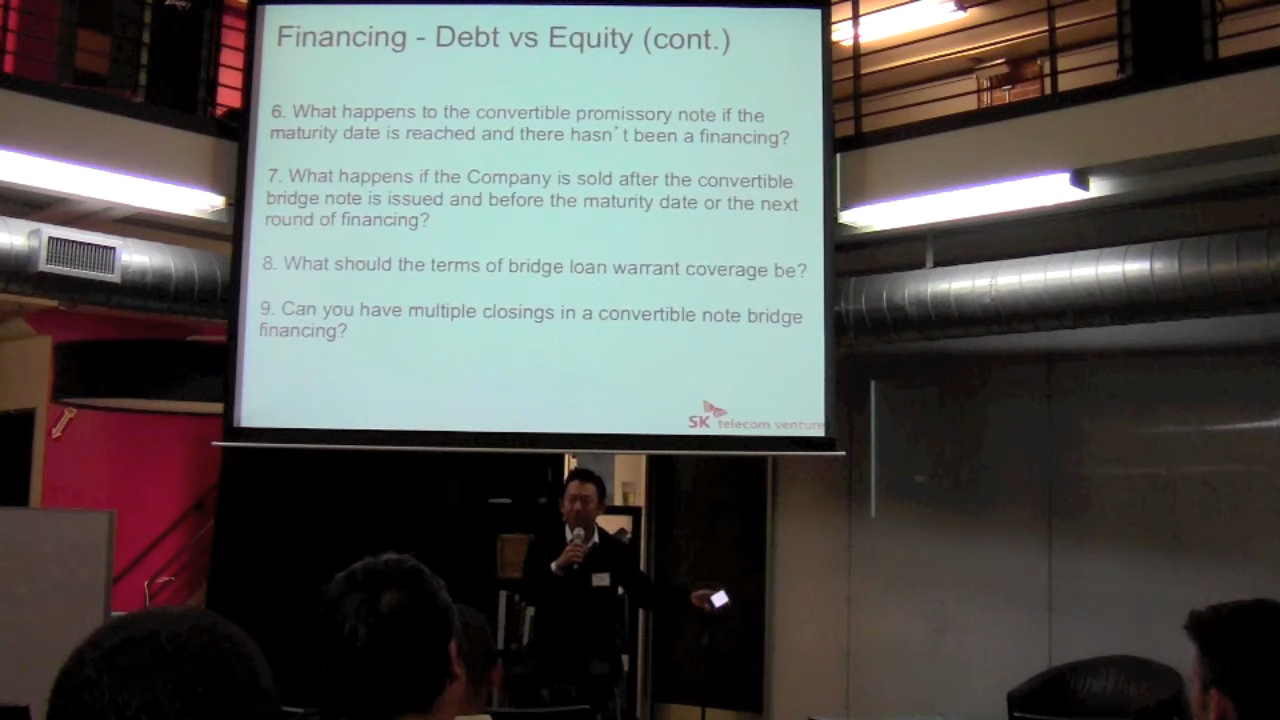 Financing - Debt vs Equity (cont.)
6. What happens to the convertible promissory note if the
maturity date is reached and there hasn't been a financing?
7. What happens if the Company is sold after the convertible
bridge note is issued and before the maturity date or the next
round of financing?
8. What should the terms of bridge loan warrant coverage be?
9. Can you have multiple closings in a convertible note bridge
financing?
SK telecom venture